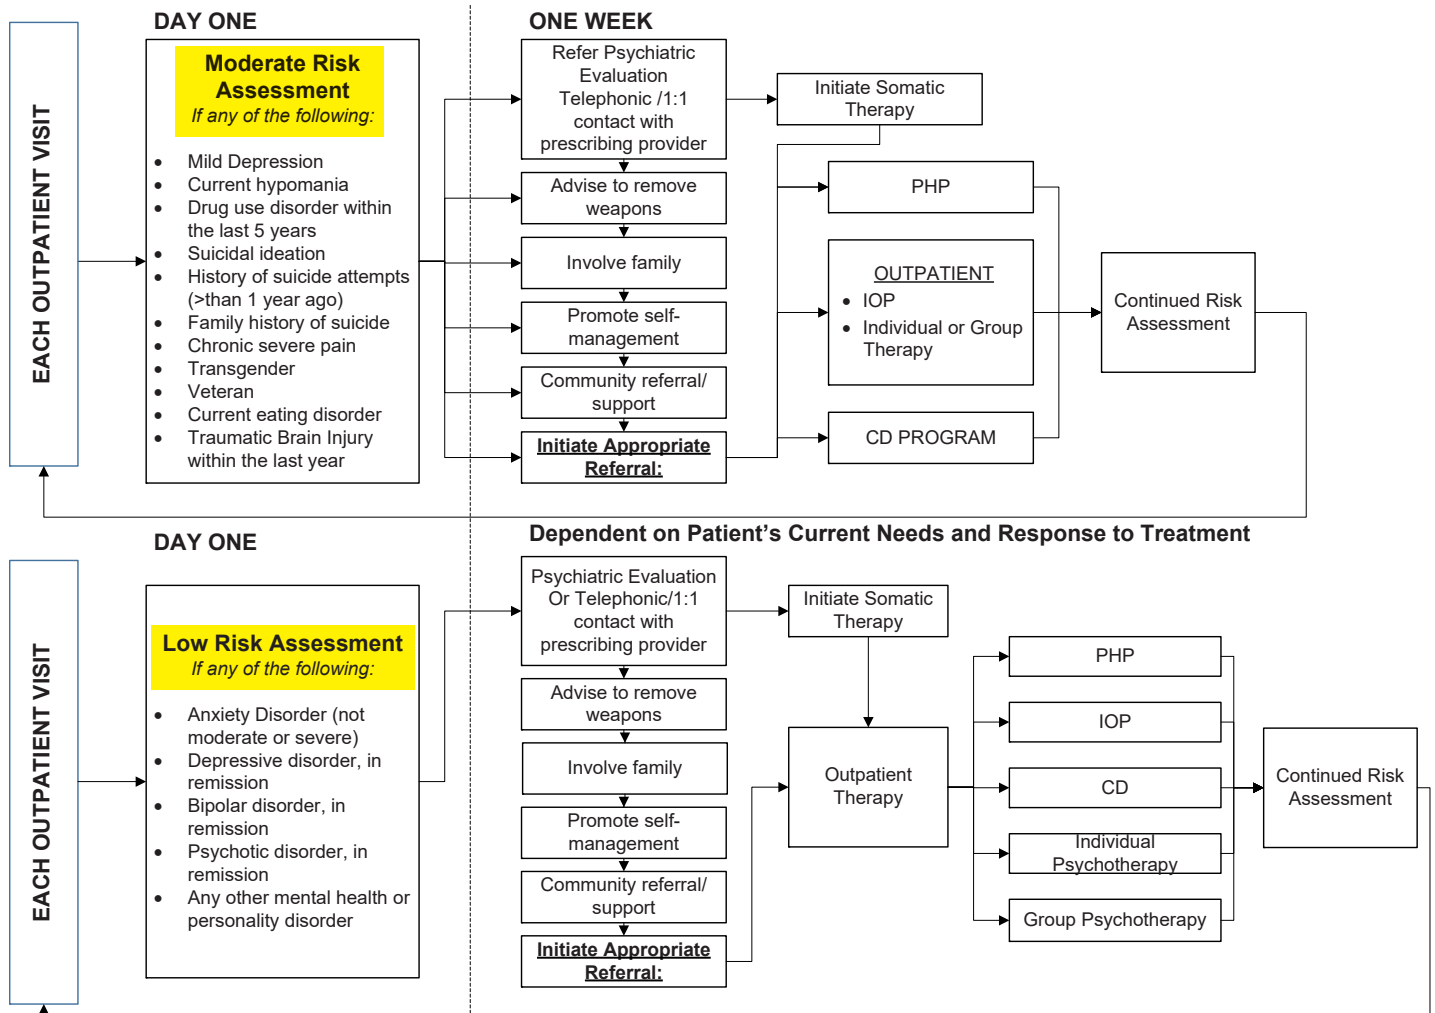 DAY ONE
ONE WEEK
EACH OUTPATIENT VISIT
Moderate Risk
Assessment
If any of the following:
• Mild Depression
• Current hypomania
• Drug use disorder within
the last 5 years
• Suicidal ideation
• History of suicide attempts
(>than 1 year ago)
• Family history of suicide
• Chronic severe pain
• Transgender
• Veteran
• Current eating disorder
• Traumatic Brain Injury
within the last year
Refer Psychiatric
Evaluation
Telephonic /1:1
contact with
prescribing provider
Advise to remove
weapons
Involve family
Promote self-
management
Community referral/
support
Initiate Appropriate
Referral:
Initiate Somatic
Therapy
PHP
OUTPATIENT
• IOP
• Individual or Group
Therapy
CD PROGRAM
Continued Risk
Assessment
DAY ONE
Dependent on Patient’s Current Needs and Response to Treatment
EACH OUTPATIENT VISIT
Low Risk Assessment
If any of the following:
• Anxiety Disorder (not
moderate or severe)
• Depressive disorder, in
remission
• Bipolar disorder, in
remission
• Psychotic disorder, in
remission
• Any other mental health or
personality disorder
Psychiatric Evaluation
Or Telephonic/1:1
contact with
prescribing provider
Advise to remove
weapons
Involve family
Promote self-
management
Community referral/
support
Initiate Appropriate
Referral:
Initiate Somatic
Therapy
Outpatient
Therapy
PHP
IOP
CD
Individual
Psychotherapy
Group Psychotherapy
Continued Risk
Assessment